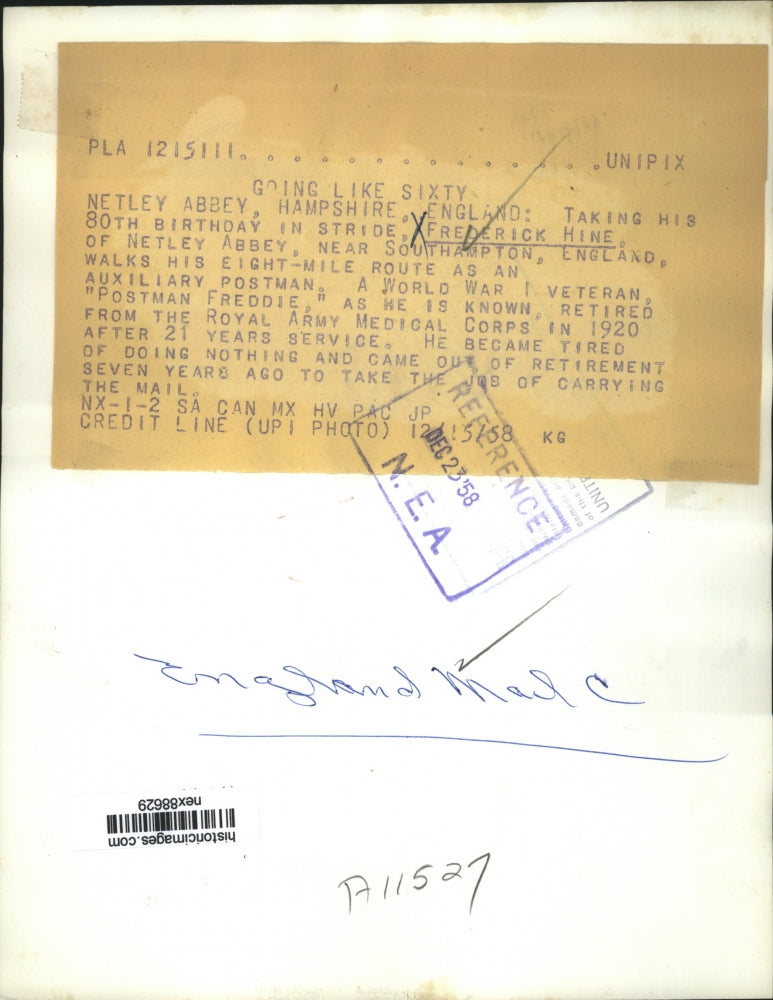 PLA 1215111. . . . . . . . . . . . . . . . .UNIPIX
GOING LIKE SIXTY
NETLEY ABBEY, HAMPSHIRE, ENGLAND: TAKING HIS
80TH BIRTHDAY IN STRIDE, X FREDERICK HINE,
OF NETLEY ABBEY, NEAR SOUTHAMPTON, ENGLAND,
WALKS HIS EIGHT-MILE ROUTE AS AN
AUXILIARY POSTMAN. A WORLD WAR I VETERAN,
"POSTMAN FREDDIE," AS HE IS KNOWN, RETIRED
FROM THE ROYAL ARMY MEDICAL CORPS IN 1920
AFTER 21 YEARS SERVICE. HE BECAME TIRED
OF DOING NOTHING AND CAME OUT OF RETIREMENT
SEVEN YEARS AGO TO TAKE THE JOB OF CARRYING
THE MAIL.
NX-1-2 SA CAN MX HV PAC JP
CREDIT LINE (UPI PHOTO) 12/15/58 KG
REFERENCE
DEC 23 '58
N. E. A.
England Mail C
historicimages.com
nex88629
A11527